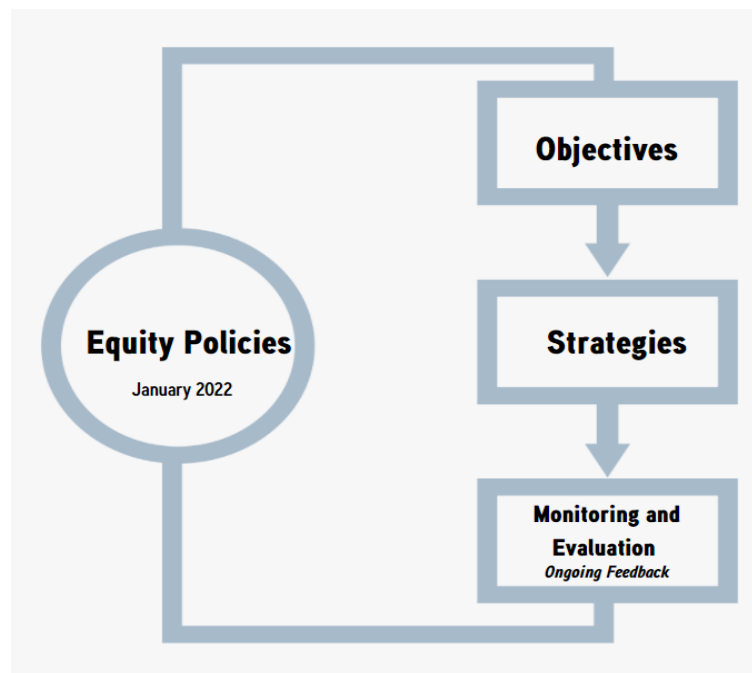 Objectives
Equity Policies
January 2022
Strategies
Monitoring and
Evaluation
Ongoing Feedback